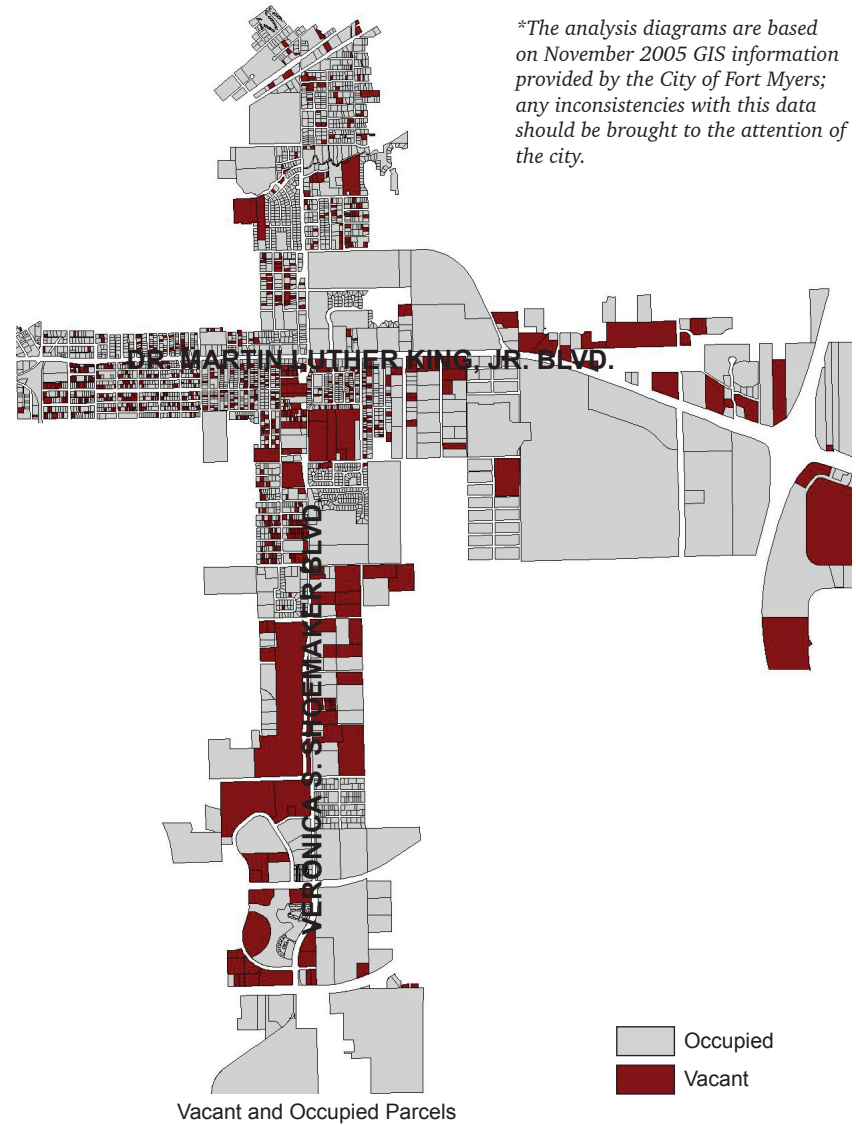 *The analysis diagrams are based
on November 2005 GIS information
provided by the City of Fort Myers;
any inconsistencies with this data
should be brought to the attention of
the city.
DR. MARTIN LUTHER KING, JR. BLVD.
VERONICA S. SHOEMAKER BLVD
Occupied
Vacant
Vacant and Occupied Parcels